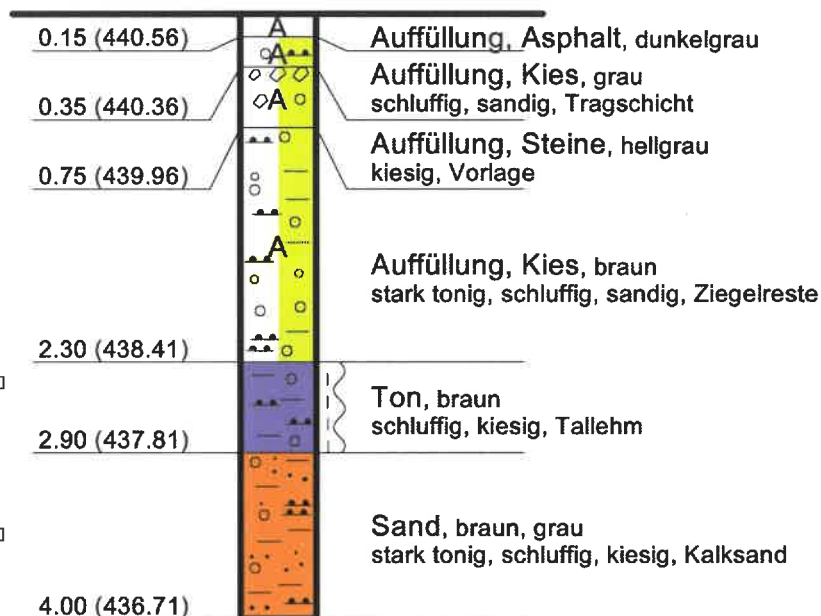 A
0.15 (440.56)
Auffüllung, Asphalt, dunkelgrau
A
Auffüllung, Kies, grau
0.35 (440.36)
A
schluffig, sandig, Tragschicht
Auffüllung, Steine, hellgrau
0.75 (439.96)
kiesig, Vorlage
A
Auffüllung, Kies, braun
stark tonig, schluffig, sandig, Ziegelreste
2.30 (438.41)
Ton, braun
schluffig, kiesig, Tallehm
2.90 (437.81)
Sand, braun, grau
stark tonig, schluffig, kiesig, Kalksand
4.00 (436.71)